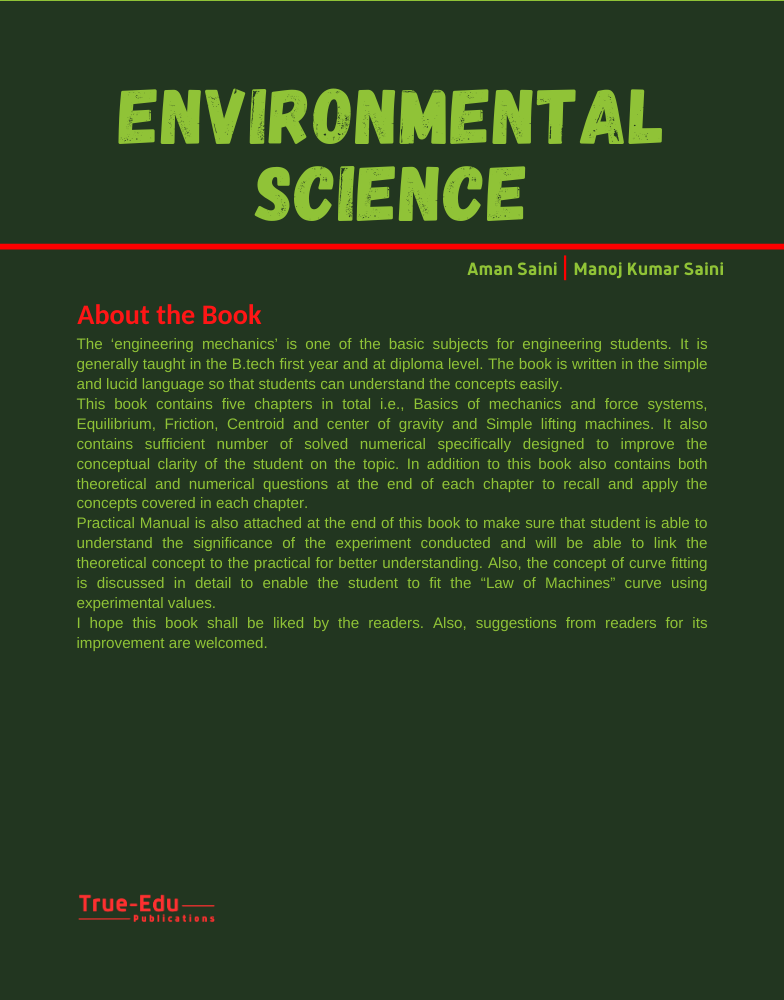 ENVIRONMENTAL
SCIENCE
Aman Saini | Manoj Kumar Saini
About the Book
The ‘engineering mechanics’ is one of the basic subjects for engineering students. It is
generally taught in the B.tech first year and at diploma level. The book is written in the simple
and lucid language so that students can understand the concepts easily.
This book contains five chapters in total i.e., Basics of mechanics and force systems,
Equilibrium, Friction, Centroid and center of gravity and Simple lifting machines. It also
contains sufficient number of solved numerical specifically designed to improve the
conceptual clarity of the student on the topic. In addition to this book also contains both
theoretical and numerical questions at the end of each chapter to recall and apply the
concepts covered in each chapter.
Practical Manual is also attached at the end of this book to make sure that student is able to
understand the significance of the experiment conducted and will be able to link the
theoretical concept to the practical for better understanding. Also, the concept of curve fitting
is discussed in detail to enable the student to fit the “Law of Machines” curve using
experimental values.
I hope this book shall be liked by the readers. Also, suggestions from readers for its
improvement are welcomed.
True-Edu
Publications